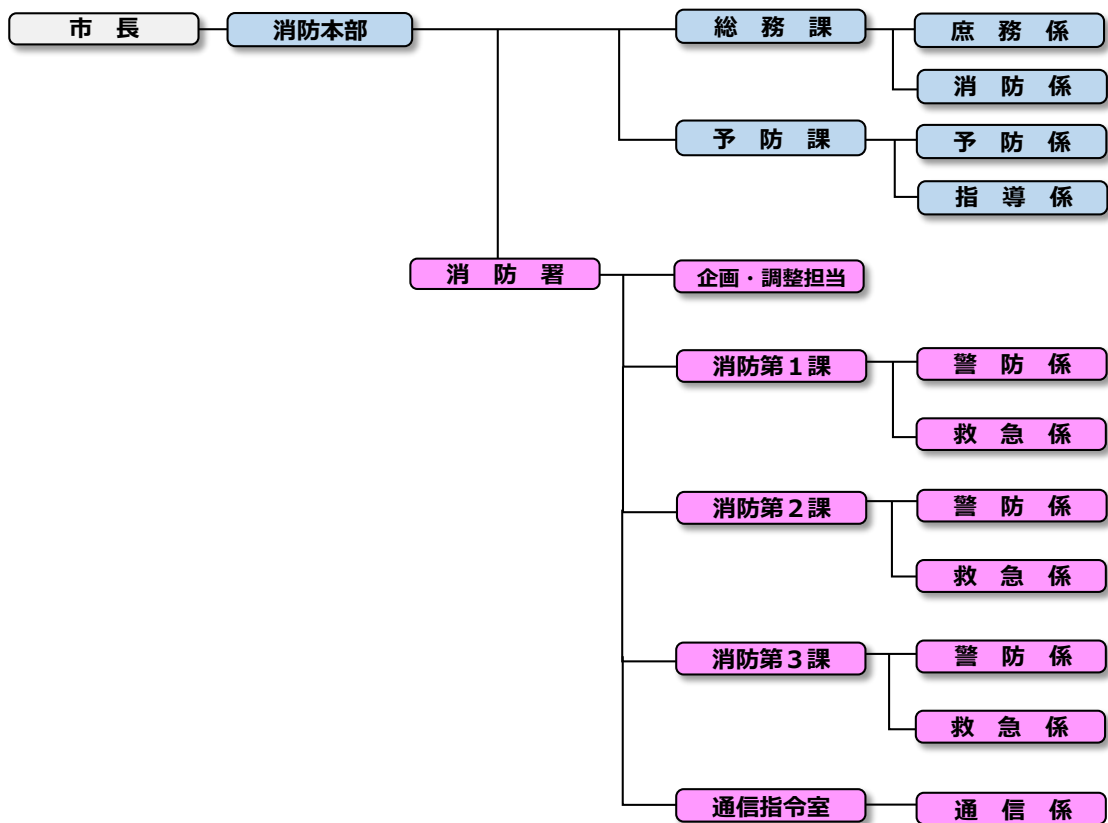 市　長
消防本部
総　務　課
庶　務　係
消　防　係
予　防　課
予　防　係
指　導　係
消　防　署
企画・調整担当
消防第１課
警　防　係
救　急　係
消防第２課
警　防　係
救　急　係
消防第３課
警　防　係
救　急　係
通信指令室
通　信　係